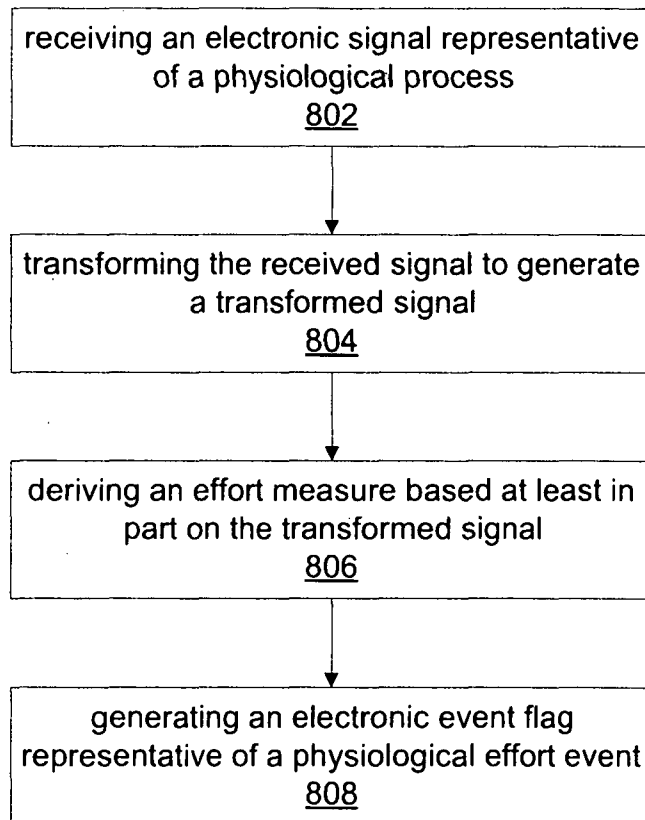 receiving an electronic signal representative
of a physiological process
802
transforming the received signal to generate
a transformed signal
804
deriving an effort measure based at least in
part on the transformed signal
806
generating an electronic event flag
representative of a physiological effort event
808